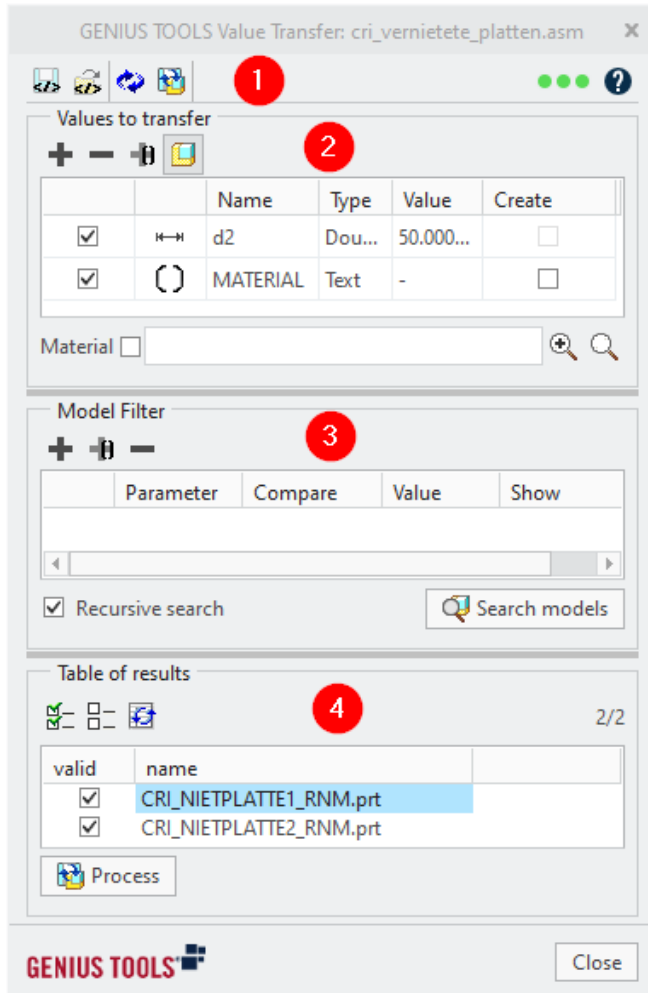 GENIUS TOOLS Value Transfer: cri_vernietete_platten.asm
1
Values to transfer
2
Name Type Value Create
d2 Dou... 50.000...
MATERIAL Text -
Material
Model Filter
3
Parameter Compare Value Show
Recursive search Search models
Table of results
4
2/2
valid name
CRI_NIETPLATTE1_RNM.prt
CRI_NIETPLATTE2_RNM.prt
Process
GENIUS TOOLS Close